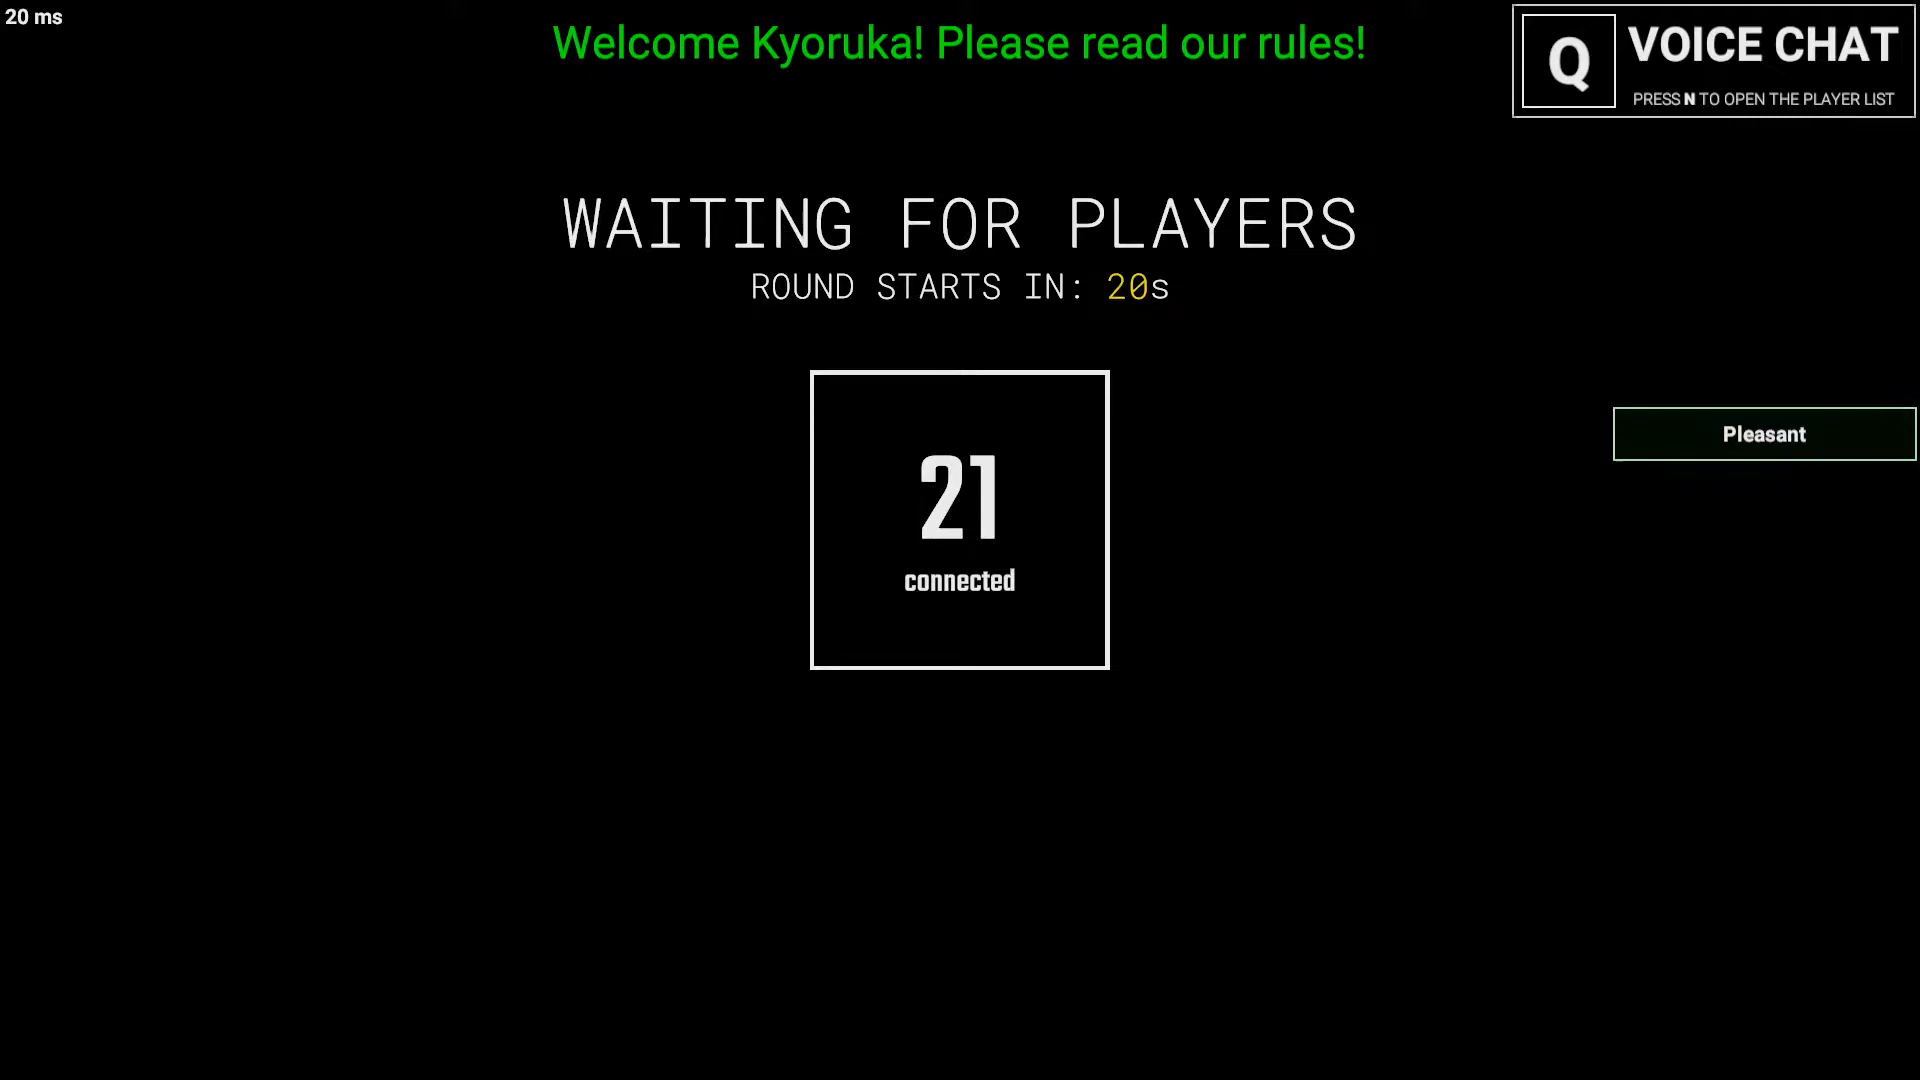 20 ms
Welcome Kyoruka! Please read our rules!
Q
VOICE CHAT
PRESS N TO OPEN THE PLAYER LIST
WAITING FOR PLAYERS
ROUND STARTS IN: 20s
Pleasant
21
connected